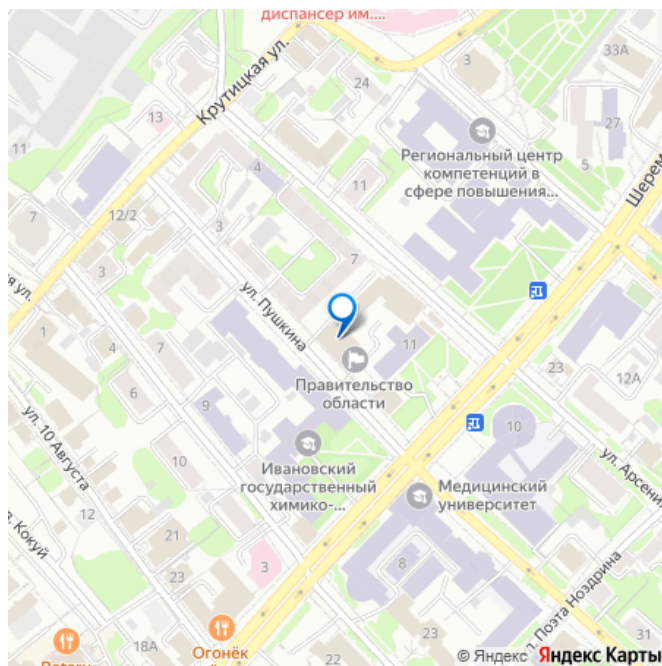 диспансер им....
Крутицкая ул.
24
3
33А
13
11
27
Региональный центр
компетенций в
сфере повышения...
5
Шерем
4
11
7
12/2
3
3
7
ул. Пушкина
ая ул.
1
4
7
11
23
12А
Правительство
области
6
9
10
ул. 10 Августа
10
Ивановский
государственный
химико-...
Медицинский
университет
ул. Арсени
12
21
23
3
8
Кокуй
ул. Поэта Ноздрина
18А
Огонёк
22
23
31
© Яндекс Яндекс Карты